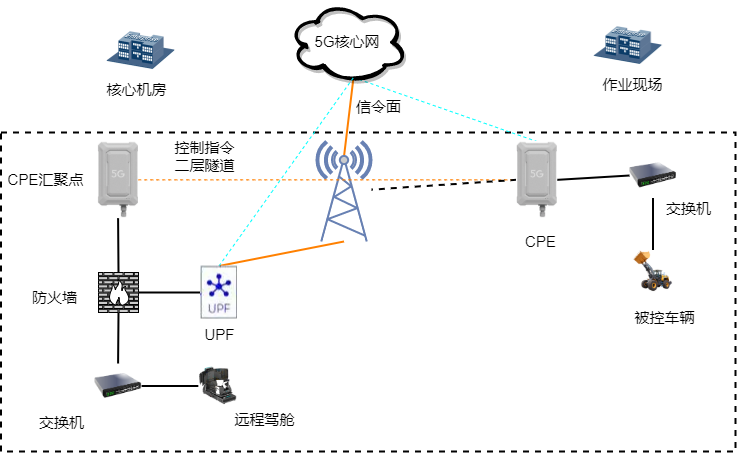 5G核心网
核心机房
作业现场
信令面
控制指令
二层隧道
CPE汇聚点
5G
5G
交换机
CPE
防火墙
UPF
UPF
被控车辆
交换机
远程驾舱